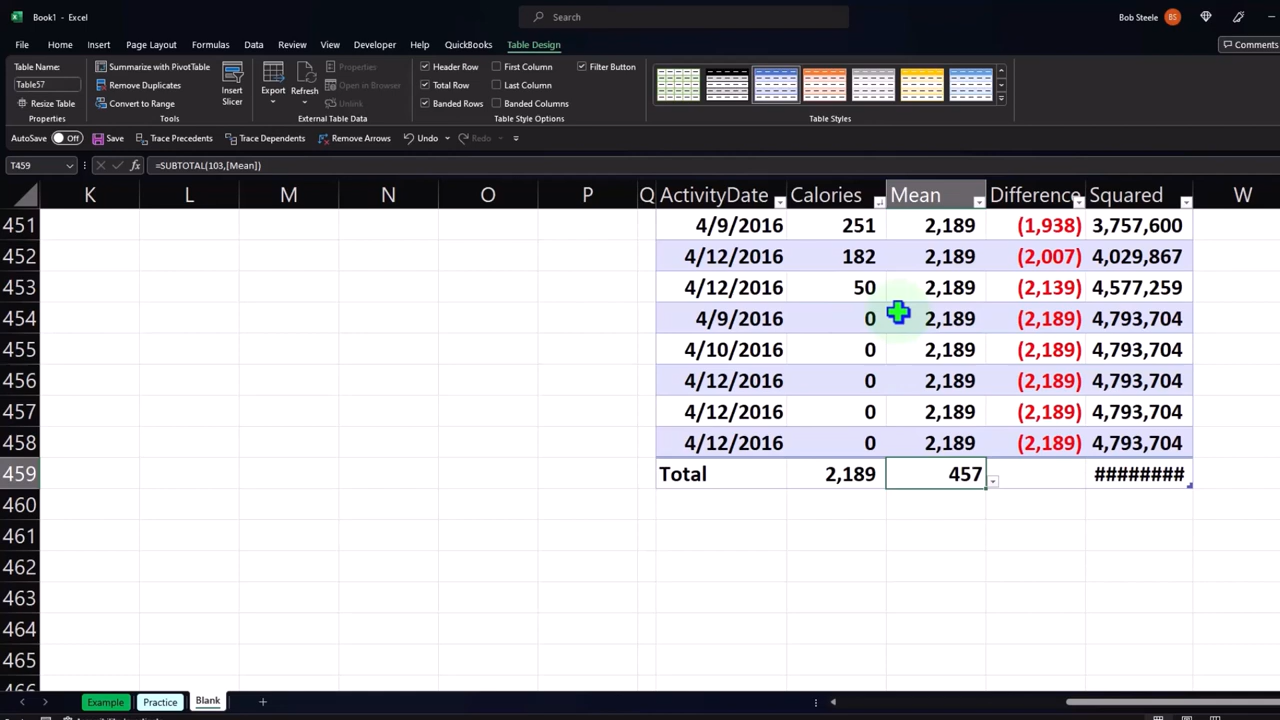 Book1 - Excel
Search
Bob Steele
BS
File Home Insert Page Layout Formulas Data Review View Developer Help QuickBooks Table Design
Comments
Table Name:
Table57
Resize Table
Properties
Summarize with PivotTable
Remove Duplicates
Convert to Range
Insert Slicer
Tools
Export
Refresh
Properties
Open in Browser
Unlink
External Table Data
Header Row
Total Row
Banded Rows
First Column
Last Column
Banded Columns
Filter Button
Table Style Options
Table Styles
AutoSave Off Save Trace Precedents Trace Dependents Remove Arrows Undo Redo
T459 =SUBTOTAL(103,[Mean])
K L M N O P Q ActivityDate Calories Mean Difference Squared W
451 4/9/2016 251 2,189 (1,938) 3,757,600
452 4/12/2016 182 2,189 (2,007) 4,029,867
453 4/12/2016 50 2,189 (2,139) 4,577,259
454 4/9/2016 0 2,189 (2,189) 4,793,704
455 4/10/2016 0 2,189 (2,189) 4,793,704
456 4/12/2016 0 2,189 (2,189) 4,793,704
457 4/12/2016 0 2,189 (2,189) 4,793,704
458 4/12/2016 0 2,189 (2,189) 4,793,704
459 Total 2,189 457 ########
460
461
462
463
464
465
466
Example Practice Blank